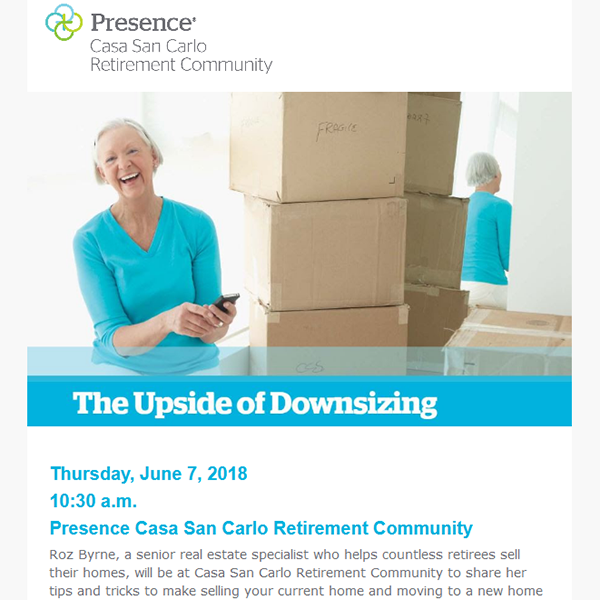 Presence®
Casa San Carlo
Retirement Community
FRAGILE
The Upside of Downsizing
Thursday, June 7, 2018
10:30 a.m.
Presence Casa San Carlo Retirement Community
Roz Byrne, a senior real estate specialist who helps countless retirees sell
their homes, will be at Casa San Carlo Retirement Community to share her
tips and tricks to make selling your current home and moving to a new home